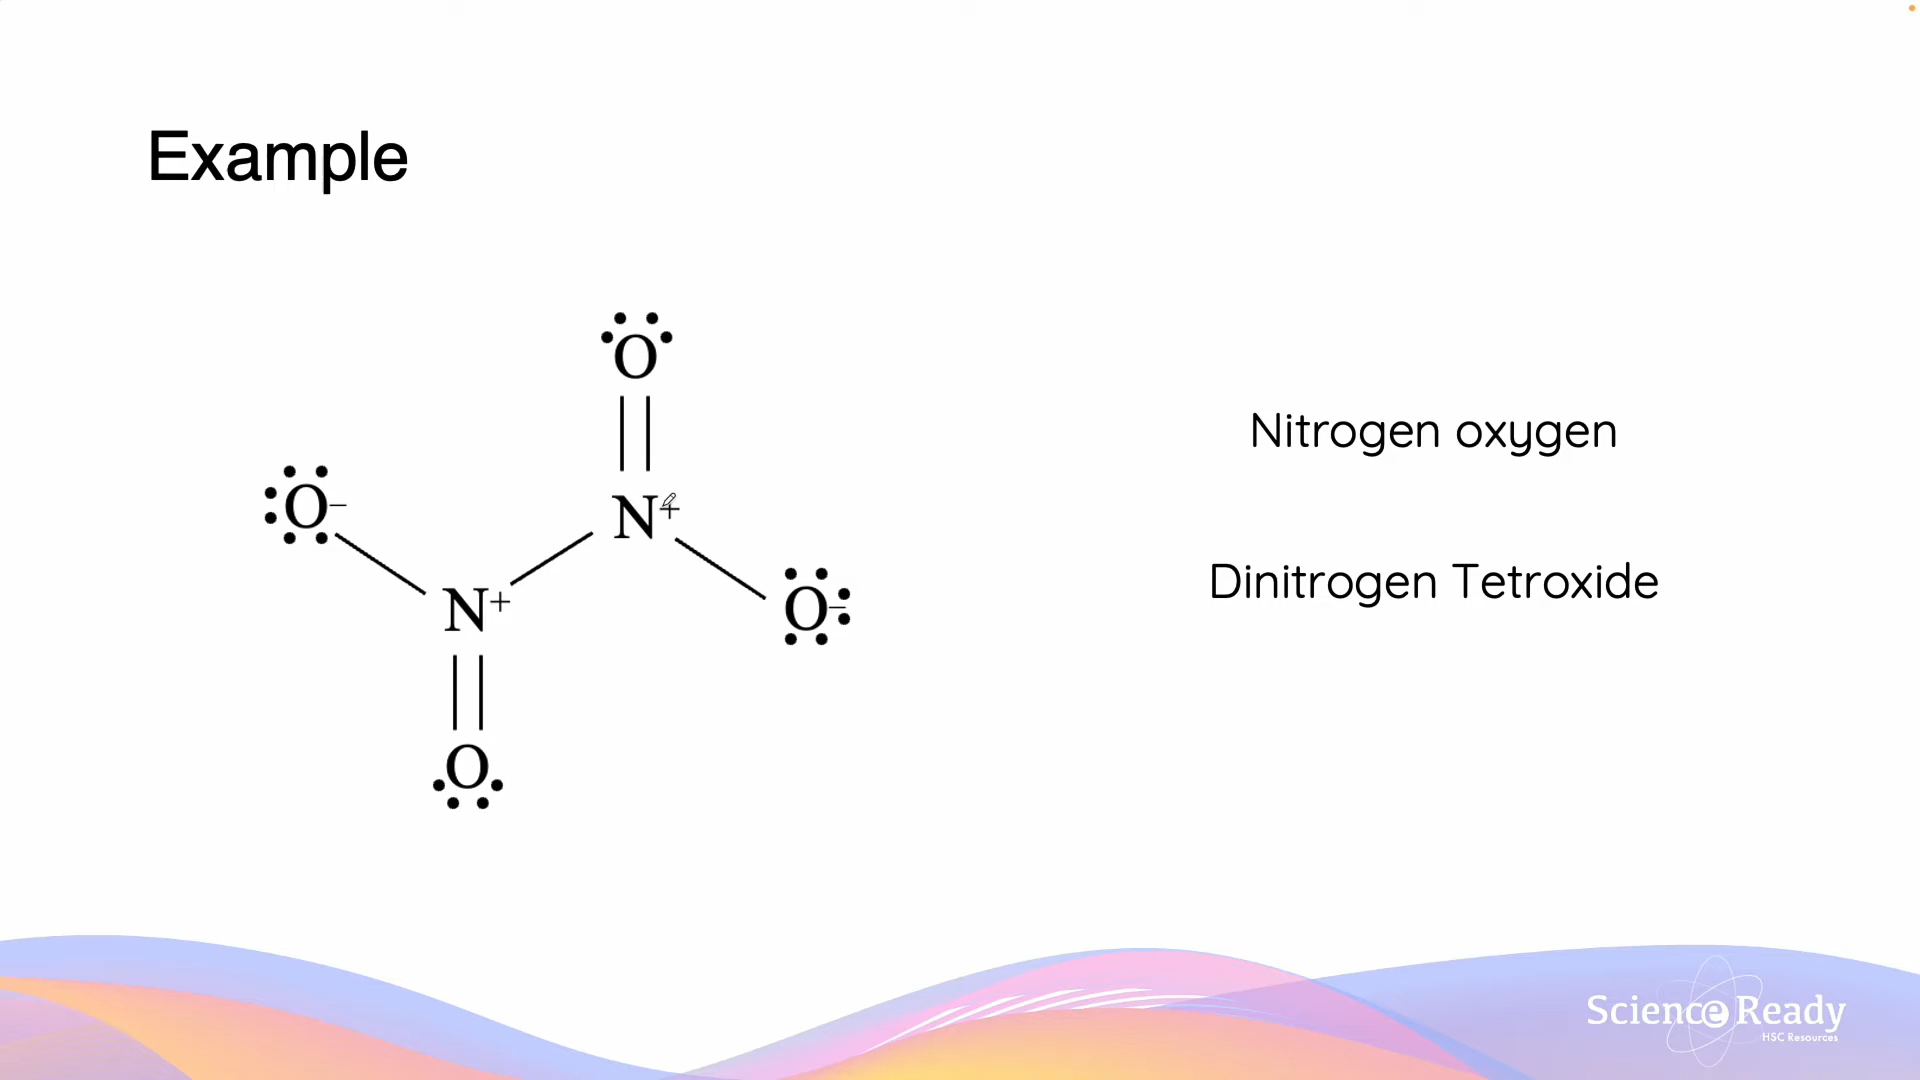 Example
O
O–
N+
N+
O–
O
Nitrogen oxygen
Dinitrogen Tetroxide
Science Ready
HSC Resources